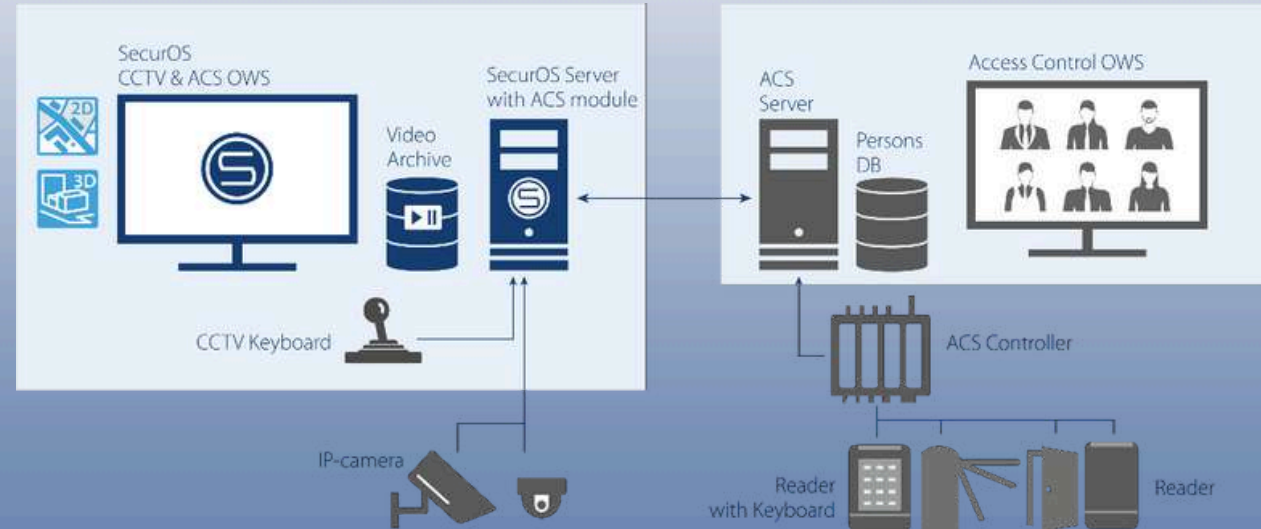 SecurOS
CCTV & ACS OWS
2D
3D
S
Video
Archive
SecurOS Server
with ACS module
S
CCTV Keyboard
IP-camera
ACS
Server
Persons
DB
Access Control OWS
ACS Controller
Reader
with Keyboard
Reader